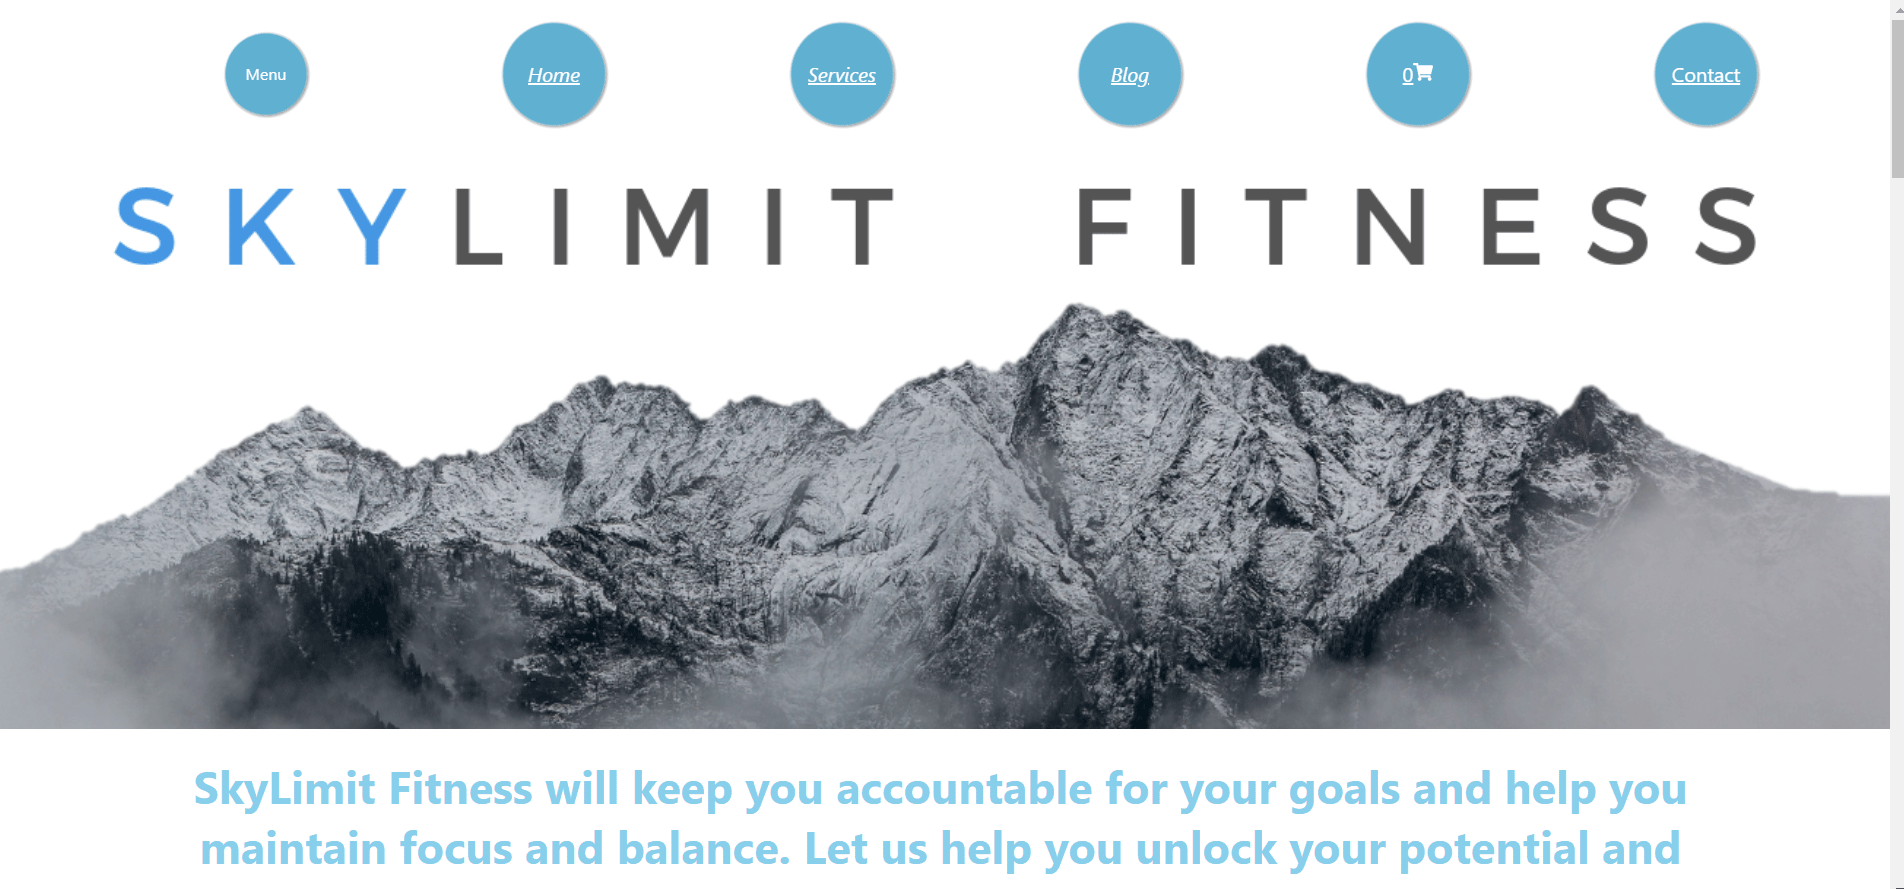 Menu
Home
Services
Blog
0
Contact
SKYLIMIT FITNESS
SkyLimit Fitness will keep you accountable for your goals and help you
maintain focus and balance. Let us help you unlock your potential and